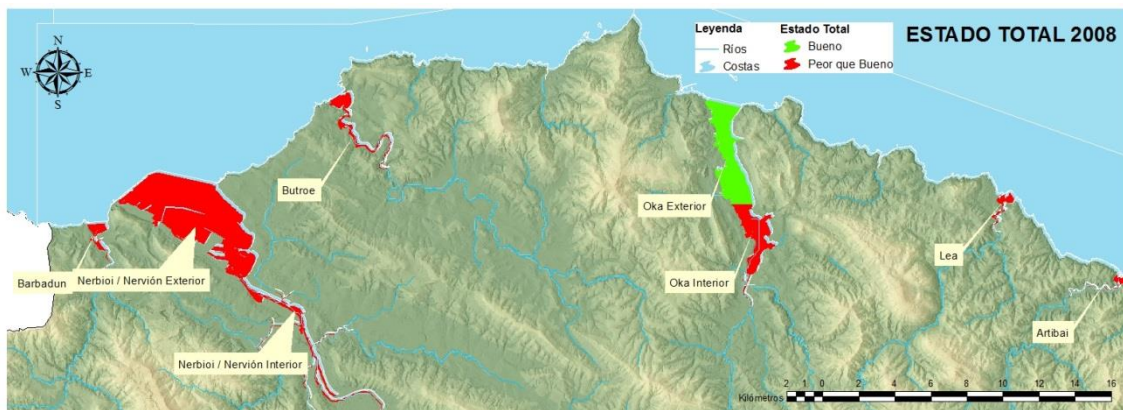 ESTADO TOTAL 2008
Leyenda
Ríos
Costas
Estado Total
Bueno
Peor que Bueno
N
W E
S
Butroe
Oka Exterior
Lea
Barbadun
Nerbioi / Nervión Exterior
Oka Interior
Artibai
Nerbioi / Nervión Interior
2 1 0 2 4 6 8 10 12 14 16
Kilómetros